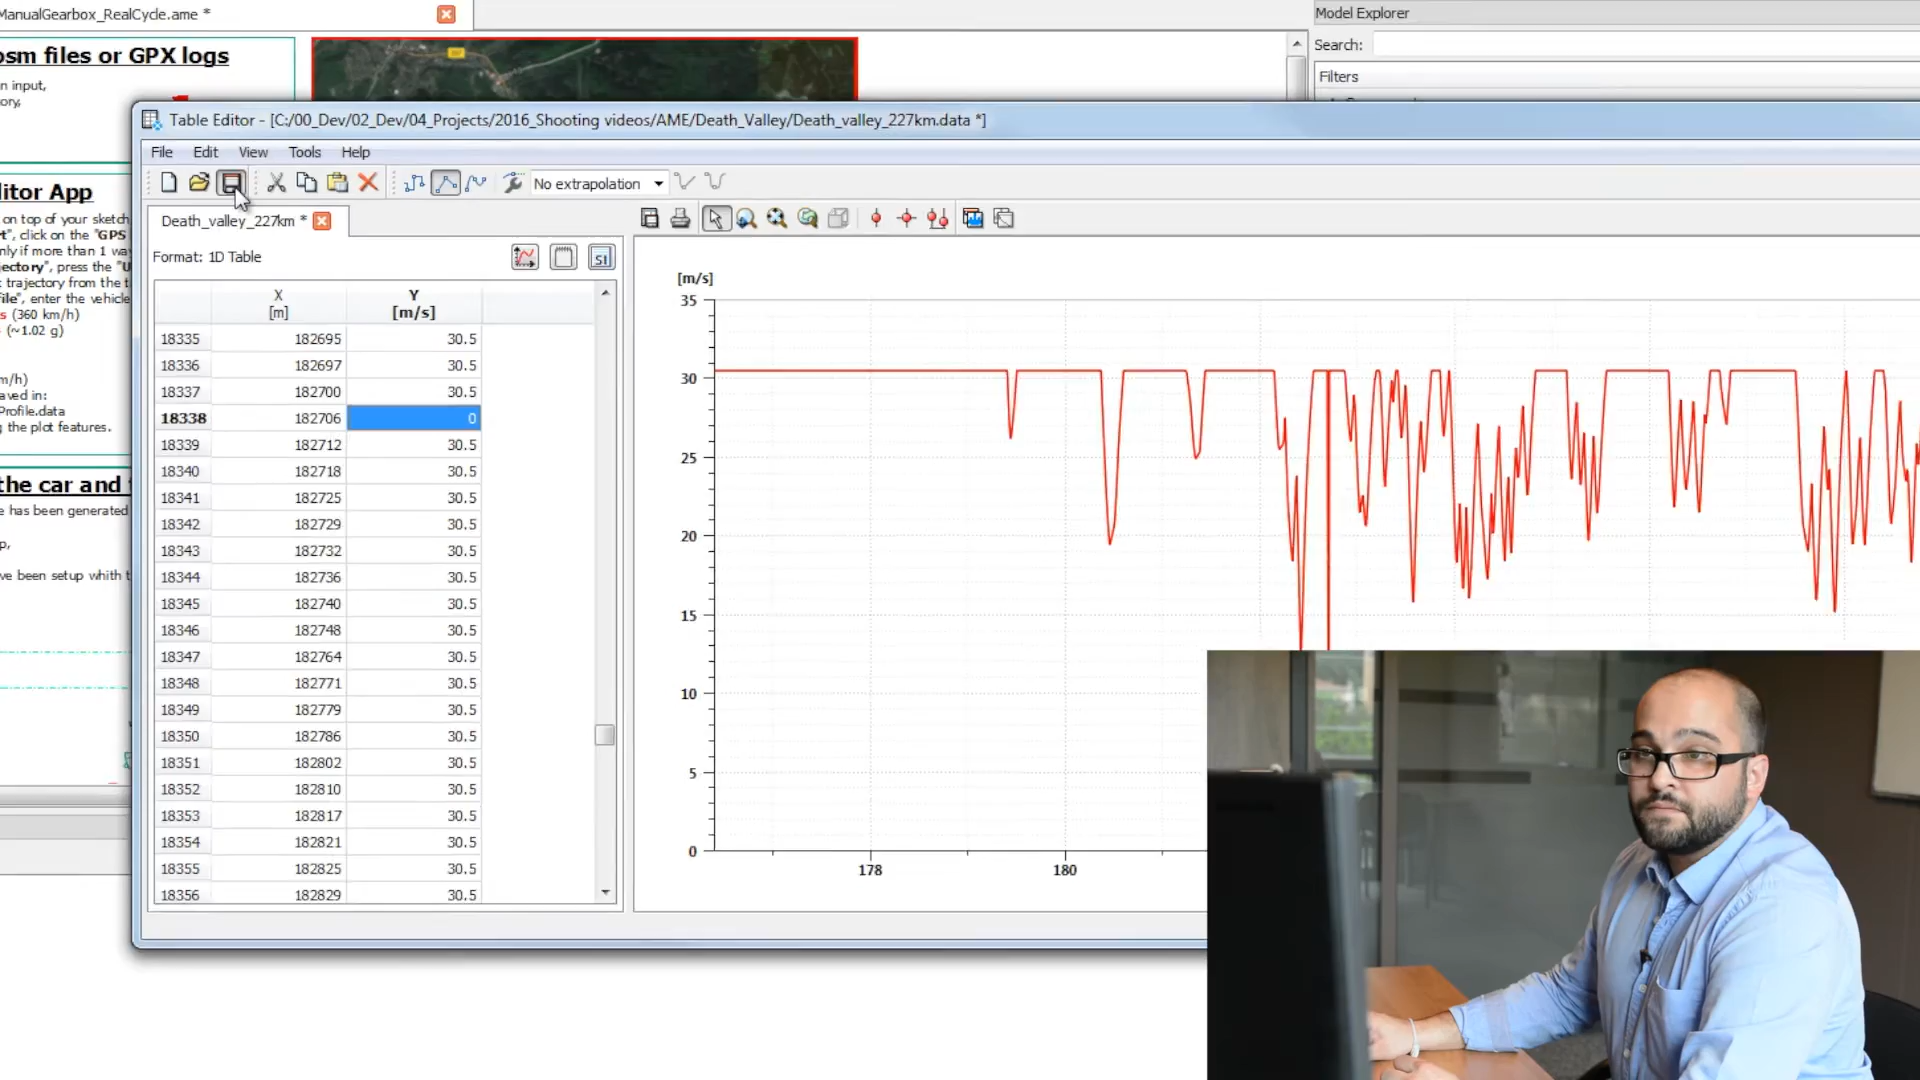 ManualGearbox_RealCycle.ame *
Model Explorer
Search:
Filters
osm files or GPX logs
n input,
ory,
Table Editor - [C:/00_Dev/02_Dev/04_Projects/2016_Shooting videos/AME/Death_Valley/Death_valley_227km.data *]
File Edit View Tools Help
No extrapolation
Death_valley_227km *
Format: 1D Table
SI
X Y
[m] [m/s]
18335 182695 30.5
18336 182697 30.5
18337 182700 30.5
18338 182706 0
18339 182712 30.5
18340 182718 30.5
18341 182725 30.5
18342 182729 30.5
18343 182732 30.5
18344 182736 30.5
18345 182740 30.5
18346 182748 30.5
18347 182764 30.5
18348 182771 30.5
18349 182779 30.5
18350 182786 30.5
18351 182802 30.5
18352 182810 30.5
18353 182817 30.5
18354 182821 30.5
18355 182825 30.5
18356 182829 30.5
[m/s]
35
30
25
20
15
10
5
0
178 180
ditor App
on top of your sketch
t", click on the "GPS
nly if more than 1 wa
jectory", press the "U
t trajectory from the t
file", enter the vehicle
s (360 km/h)
(~1.02 g)
m/h)
aved in:
Profile.data
g the plot features.
the car and
e has been generated
p,
ve been setup whith t